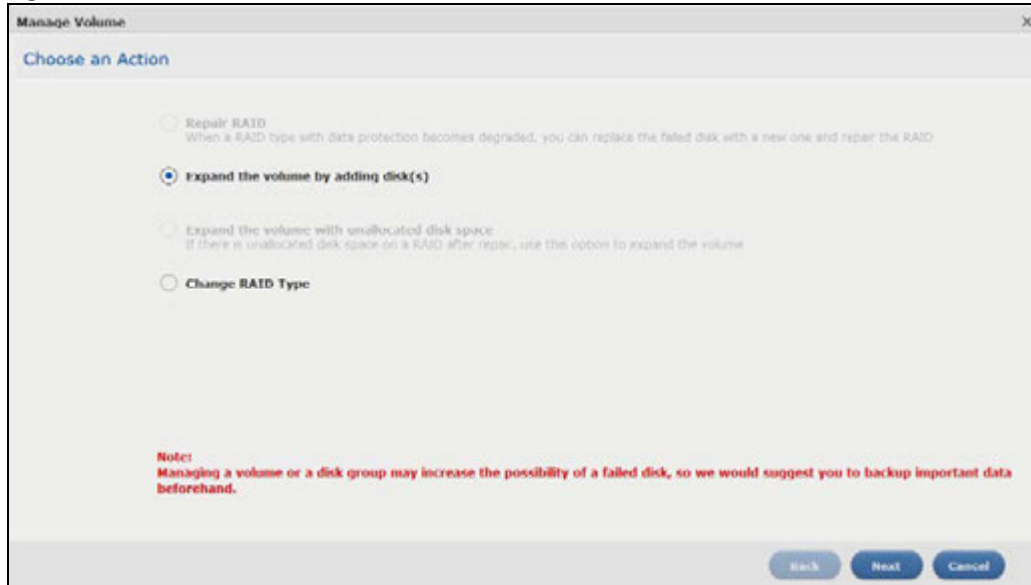 Manage Volume
Choose an Action
Repair RAID
When a RAID type with data protection becomes degraded, you can replace the failed disk with a new one and repair the RAID
Expand the volume by adding disk(s)
Expand the volume with unallocated disk space
If there is unallocated disk space on a RAID after repair, use this option to expand the volume
Change RAID Type
Note:
Managing a volume or a disk group may increase the possibility of a failed disk, so we would suggest you to backup important data
beforehand.
Back Next Cancel